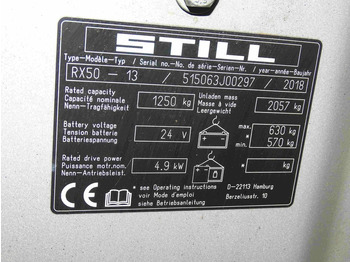 STILL
Type-Modèle-Typ / Serial no.-No. de série-Serien-Nr. / year-année-Baujahr
RX50 - 13 / 515063J00297 / 2018
Rated capacity
Capacité nominale
Nenn-Tragfähigkeit
1250 kg
Unladen mass
Masse à vide
Leergewicht
2057 kg
Battery voltage
Tension batterie
Batteriespannung
24 V
max. 630 kg
min. 570 kg
Rated drive power
Puissance motr.nom.
Nenn-Antriebsleist.
4.9 kW
* kg
CE
* see Operating instructions
voir Mode d'emploi
siehe Betriebsanleitung
D-22113 Hamburg
Berzeliusstr. 10